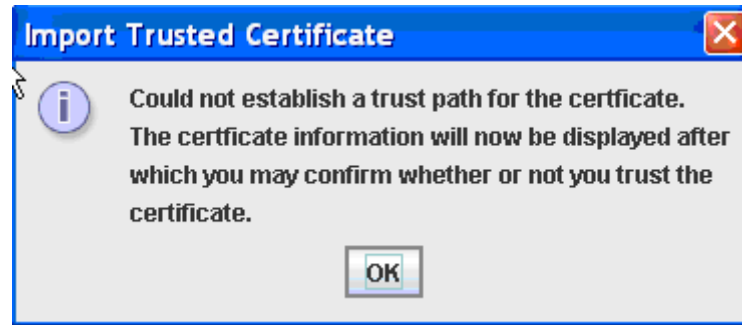 Import Trusted Certificate
Could not establish a trust path for the certficate.
The certficate information will now be displayed after
which you may confirm whether or not you trust the
certificate.
OK